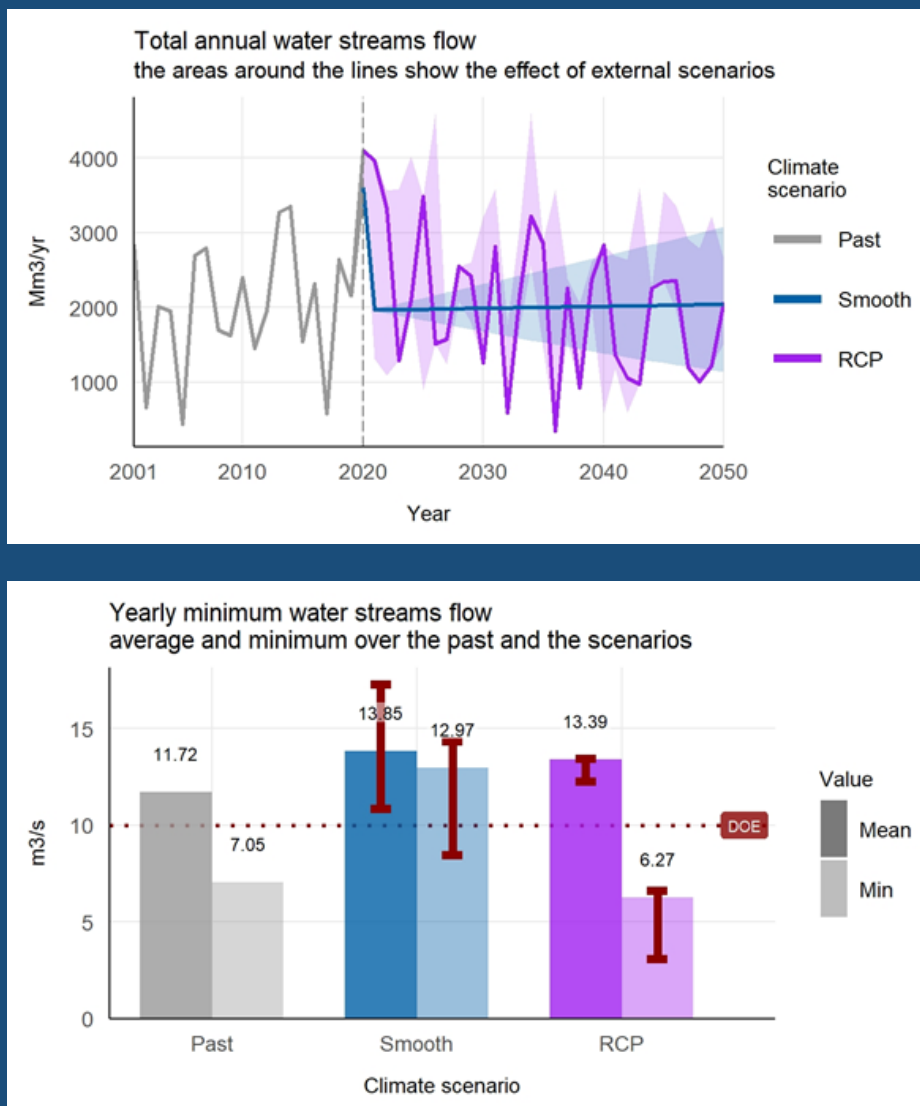 Total annual water streams flow
the areas around the lines show the effect of external scenarios
Mm3/yr
4000
3000
2000
1000
2001 2010 2020 2030 2040 2050
Year
Climate
scenario
Past
Smooth
RCP
Yearly minimum water streams flow
average and minimum over the past and the scenarios
m3/s
15
10
5
0
11.72
7.05
13.85
12.97
13.39
6.27
DOE
Past Smooth RCP
Climate scenario
Value
Mean
Min